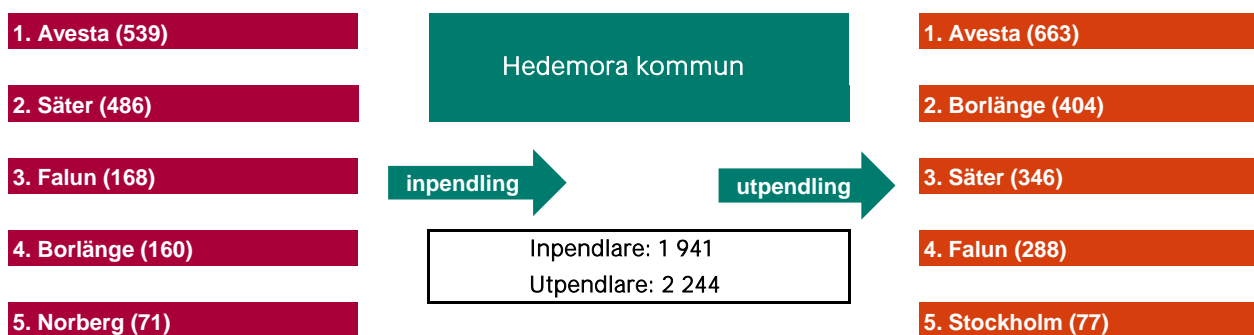 1. Avesta (539)
2. Säter (486)
3. Falun (168)
4. Borlänge (160)
5. Norberg (71)
Hedemora kommun
inpendling
utpendling
Inpendlare: 1 941
Utpendlare: 2 244
1. Avesta (663)
2. Borlänge (404)
3. Säter (346)
4. Falun (288)
5. Stockholm (77)